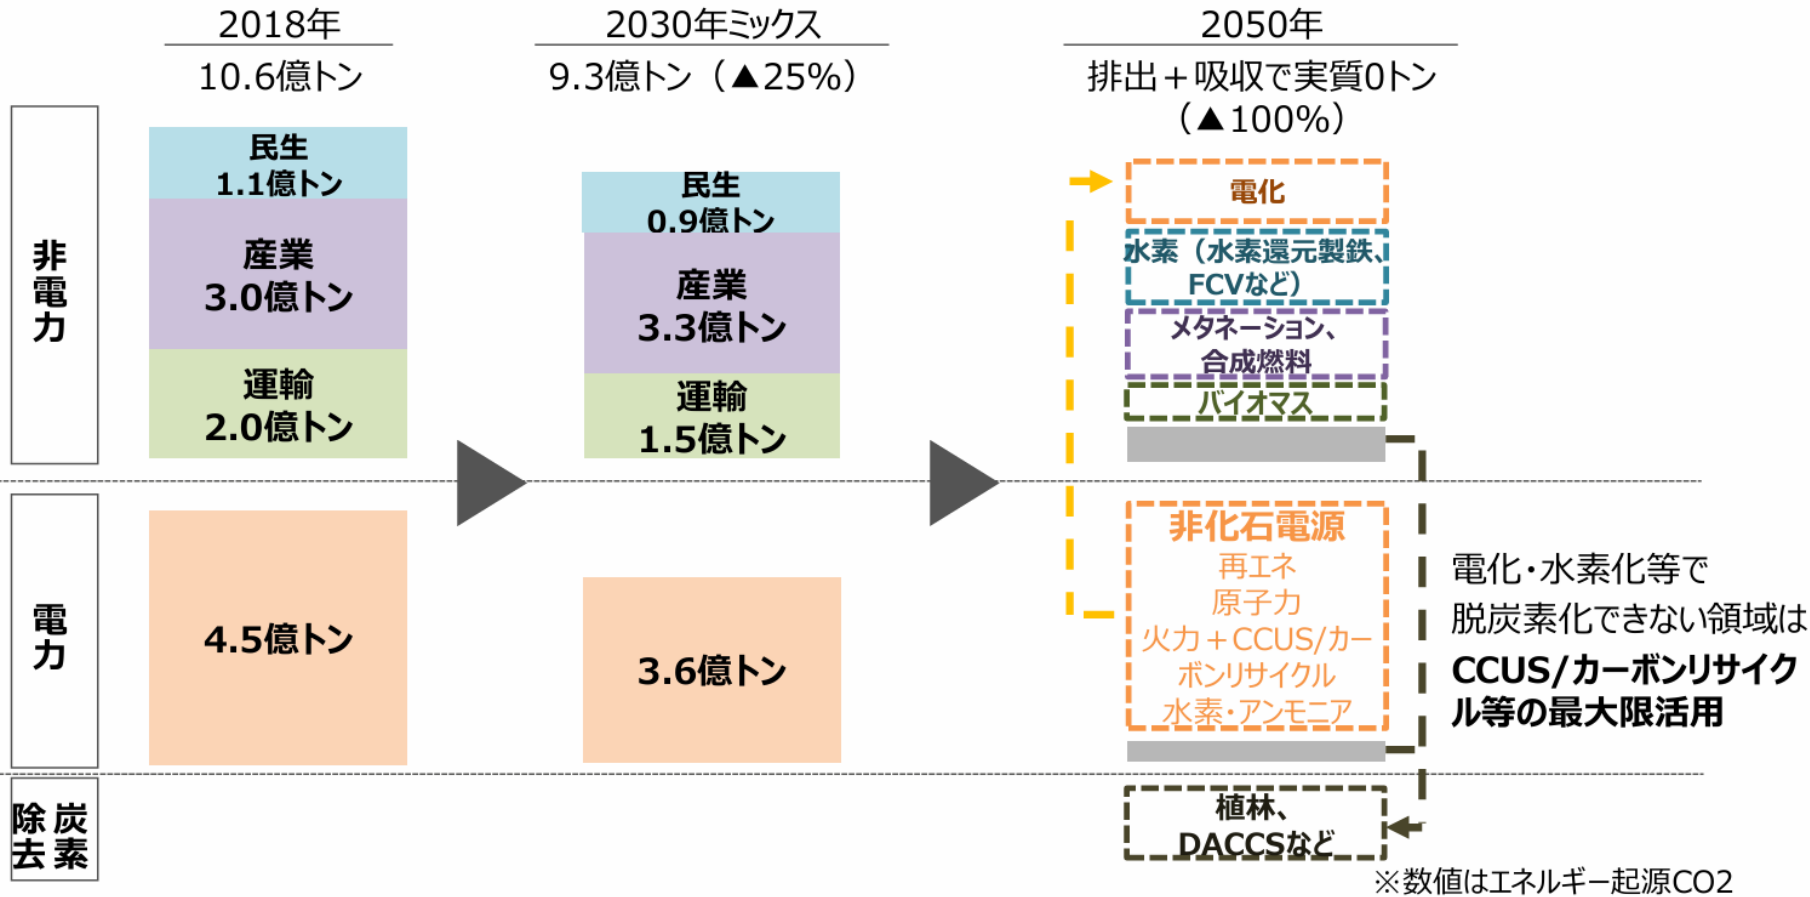 2018年
10.6億トン
2030年ミックス
9.3億トン（▲25%）
2050年
排出＋吸収で実質0トン
（▲100%）
非電力
民生
1.1億トン
産業
3.0億トン
運輸
2.0億トン
民生
0.9億トン
産業
3.3億トン
運輸
1.5億トン
電化
水素（水素還元製鉄、
FCVなど）
メタネーション、
合成燃料
バイオマス
電力
4.5億トン
3.6億トン
非化石電源
再エネ
原子力
火力＋CCUS/カー
ボンリサイクル
水素・アンモニア
電化・水素化等で
脱炭素化できない領域は
CCUS/カーボンリサイク
ル等の最大限活用
炭素
除去
植林、
DACCSなど
※数値はエネルギー起源CO2